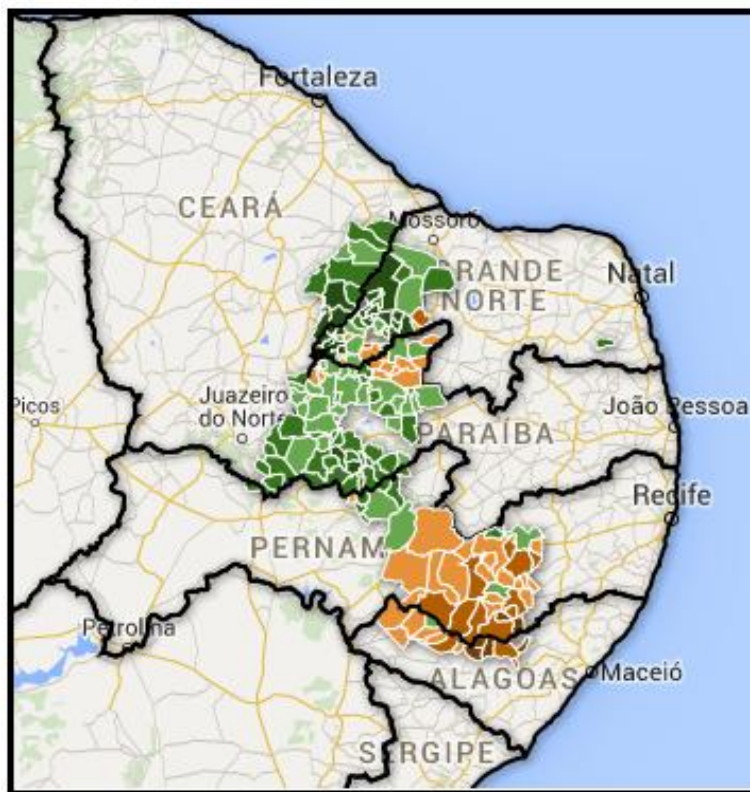 Fortaleza
CEARÁ
Mossoró
GRANDE
NORTE
Natal
Juazeiro
do Norte
Picos
João Pessoa
PARAÍBA
Recife
PERNAM
Petrolina
Maceió
ALAGOAS
SERGIPE